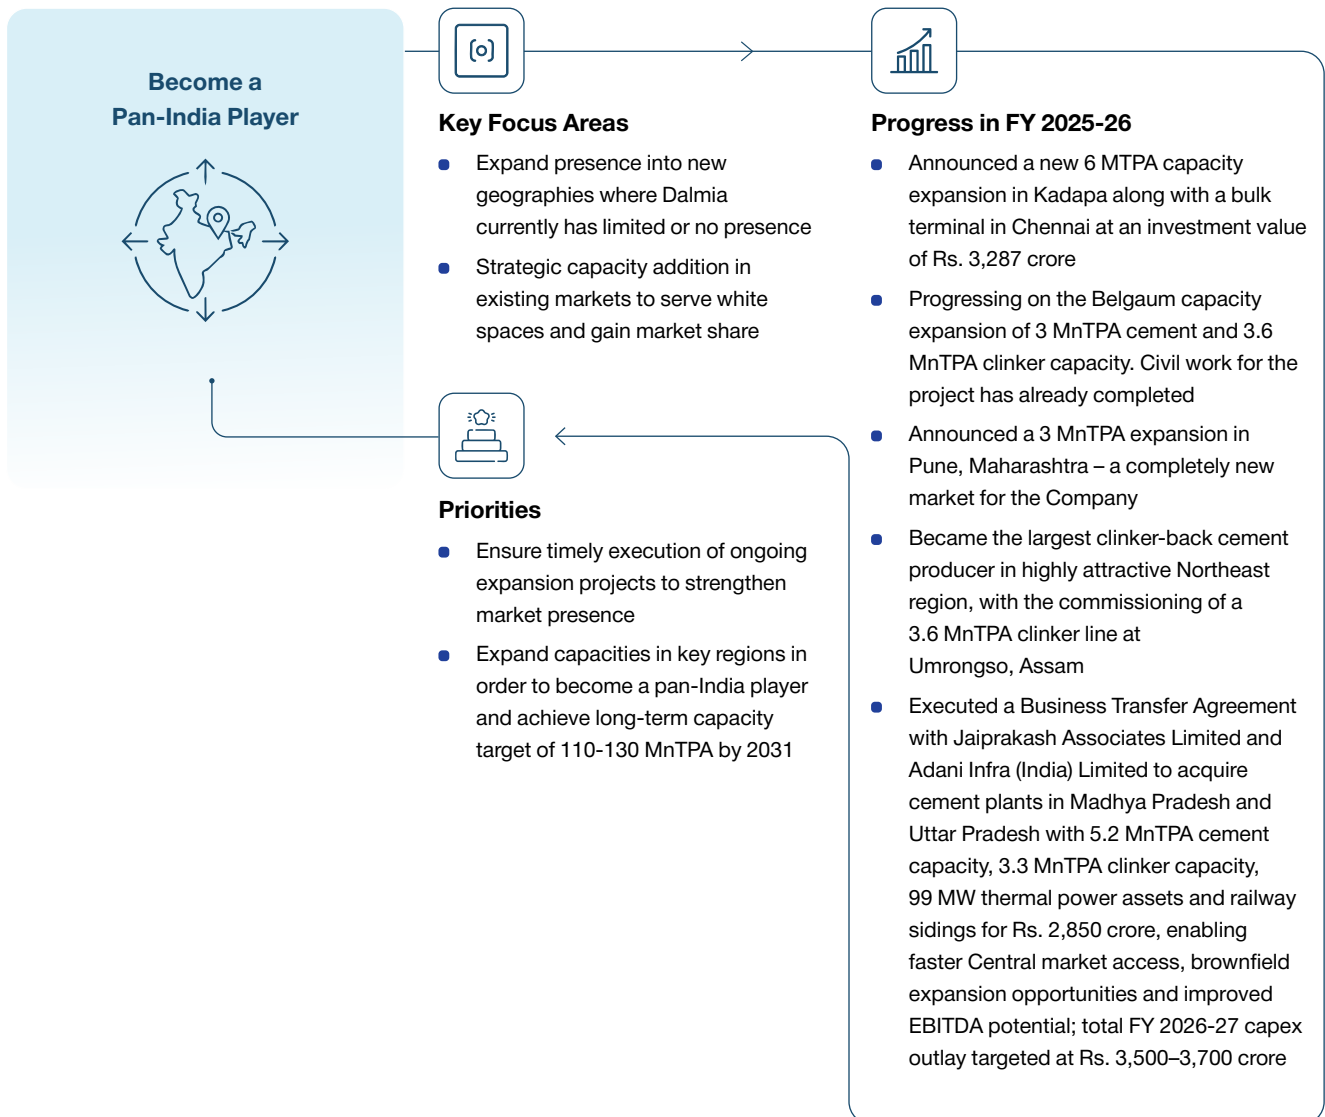 Become a
Pan-India Player
Key Focus Areas
Expand presence into new
geographies where Dalmia
currently has limited or no presence
Strategic capacity addition in
existing markets to serve white
spaces and gain market share
Progress in FY 2025-26
Announced a new 6 MTPA capacity
expansion in Kadapa along with a bulk
terminal in Chennai at an investment value
of Rs. 3,287 crore
Progressing on the Belgaum capacity
expansion of 3 MnTPA cement and 3.6
MnTPA clinker capacity. Civil work for the
project has already completed
Announced a 3 MnTPA expansion in
Pune, Maharashtra – a completely new
market for the Company
Became the largest clinker-back cement
producer in highly attractive Northeast
region, with the commissioning of a
3.6 MnTPA clinker line at
Umrongso, Assam
Executed a Business Transfer Agreement
with Jaiprakash Associates Limited and
Adani Infra (India) Limited to acquire
cement plants in Madhya Pradesh and
Uttar Pradesh with 5.2 MnTPA cement
capacity, 3.3 MnTPA clinker capacity,
99 MW thermal power assets and railway
sidings for Rs. 2,850 crore, enabling
faster Central market access, brownfield
expansion opportunities and improved
EBITDA potential; total FY 2026-27 capex
outlay targeted at Rs. 3,500–3,700 crore
Priorities
Ensure timely execution of ongoing
expansion projects to strengthen
market presence
Expand capacities in key regions in
order to become a pan-India player
and achieve long-term capacity
target of 110-130 MnTPA by 2031